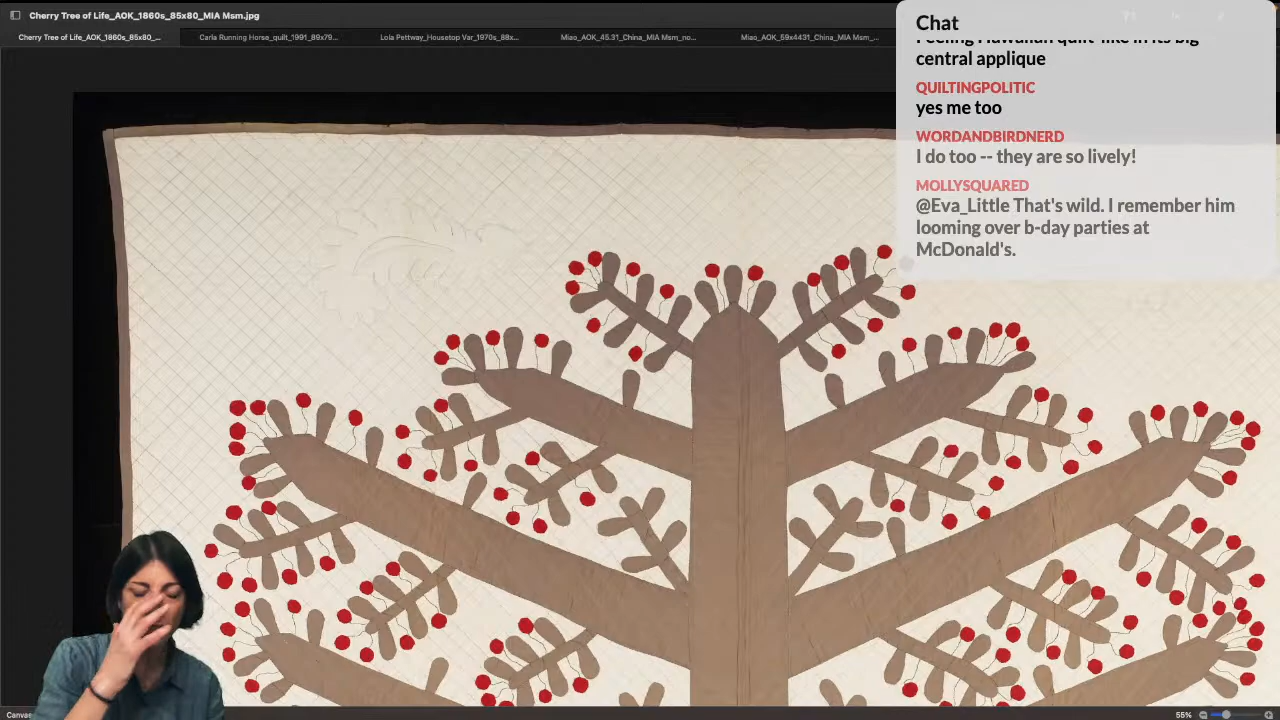 Cherry Tree of Life_AOK_1860s_85x80_MIA Msm.jpg
Cherry Tree of Life_AOK_1860s_85x80_...
Carla Running Horse_quilt_1991_89x79...
Lola Pettway_Housetop Var_1970s_88x...
Miao_AOK_45.31_China_MIA Msm_no...
Miao_AOK_59x4431_China_MIA Msm_...
Chat
Feeling Hawaiian quilt-like in its big
central applique
QUILTINGPOLITIC
yes me too
WORDANDBIRDNERD
I do too -- they are so lively!
MOLLYSQUARED
@Eva_Little That's wild. I remember him
looming over b-day parties at
McDonald's.
Canvas
55%